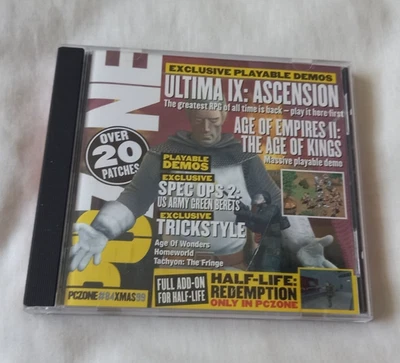 EXCLUSIVE PLAYABLE DEMOS
ULTIMA IX: ASCENSION
The greatest RPG of all time is back – play it here first
AGE OF EMPIRES II:
THE AGE OF KINGS
Massive playable demo
OVER
20
PATCHES
PLAYABLE
DEMOS
EXCLUSIVE
SPEC OPS 2:
US ARMY GREEN BERETS
EXCLUSIVE
TRICKSTYLE
Age Of Wonders
Homeworld
Tachyon: The Fringe
PCZONE
FULL ADD-ON
FOR HALF-LIFE
HALF-LIFE:
REDEMPTION
ONLY IN PCZONE
PCZONE#84XMAS99